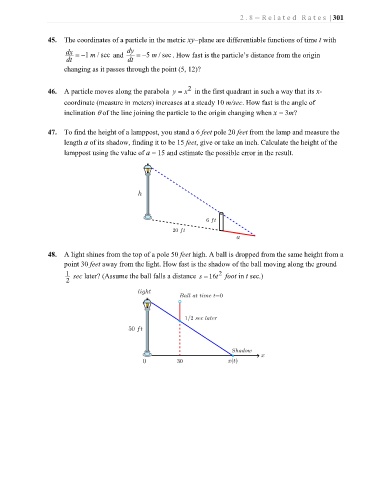 2.8 – Related Rates | 301
45. The coordinates of a particle in the metric xy–plane are differentiable functions of time t with
dx/dt = –1 m / sec and dy/dt = –5 m / sec . How fast is the particle's distance from the origin
changing as it passes through the point (5, 12)?
46. A particle moves along the parabola y = x² in the first quadrant in such a way that its x-
coordinate (measure in meters) increases at a steady 10 m/sec. How fast is the angle of
inclination θ of the line joining the particle to the origin changing when x = 3m?
47. To find the height of a lamppost, you stand a 6 feet pole 20 feet from the lamp and measure the
length a of its shadow, finding it to be 15 feet, give or take an inch. Calculate the height of the
lamppost using the value of a = 15 and estimate the possible error in the result.
h
6 ft
20 ft
a
48. A light shines from the top of a pole 50 feet high. A ball is dropped from the same height from a
point 30 feet away from the light. How fast is the shadow of the ball moving along the ground
1/2 sec later? (Assume the ball falls a distance s = 16t² foot in t sec.)
light
Ball at time t=0
1/2 sec later
50 ft
Shadow
x
0 30 x(t)